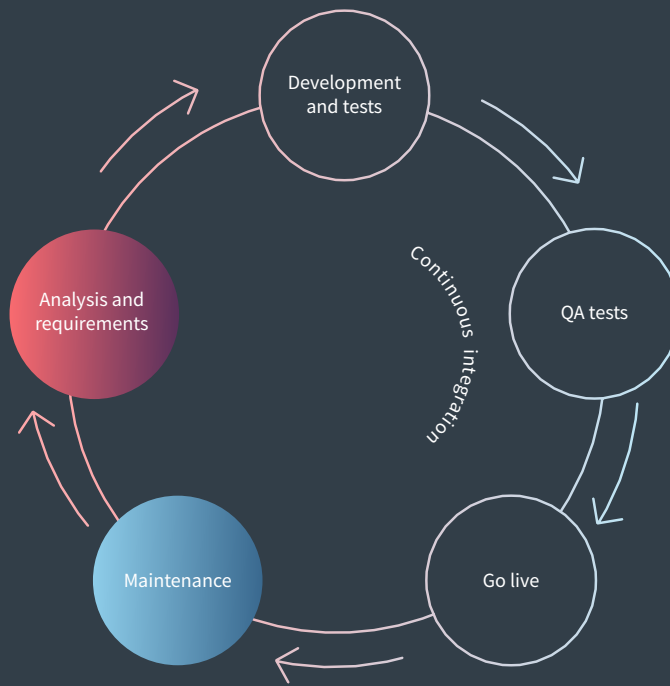 Development
and tests
Continuous integration
Analysis and
requirements
QA tests
Maintenance
Go live